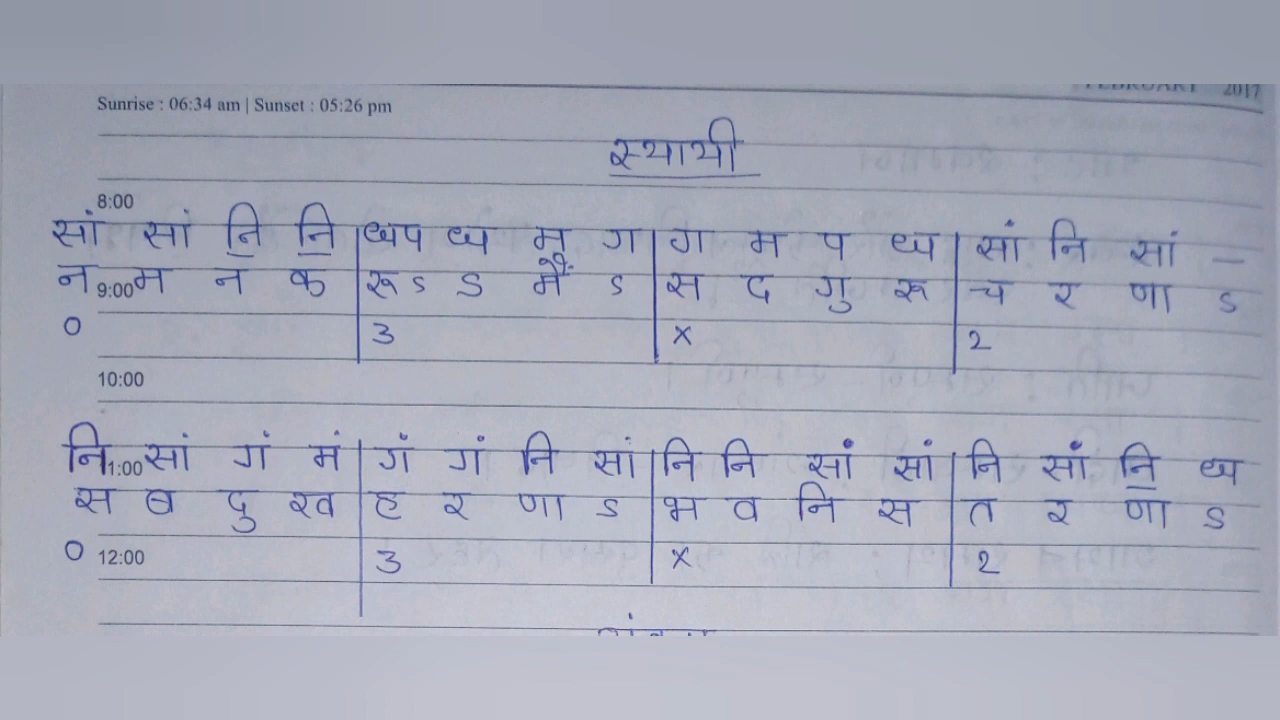 FEBRUARY 2017
Sunrise : 06:34 am | Sunset : 05:26 pm
स्थायी
8:00
सां सां नि॒ नि॒ | धप ध म ग | ग म प ध | सां नि सां –
9:00
न म न क | रूऽ ऽ मैं ऽ | स द गु रू | च र णा ऽ
0 | 3 | x | 2
10:00
नि सां गं मं | गं गं नि सां | नि नि सां सां | नि सां नि॒ ध
11:00
स ब दु ख | ह र णा ऽ | भ व नि स | त र णा ऽ
0 | 3 | x | 2
12:00